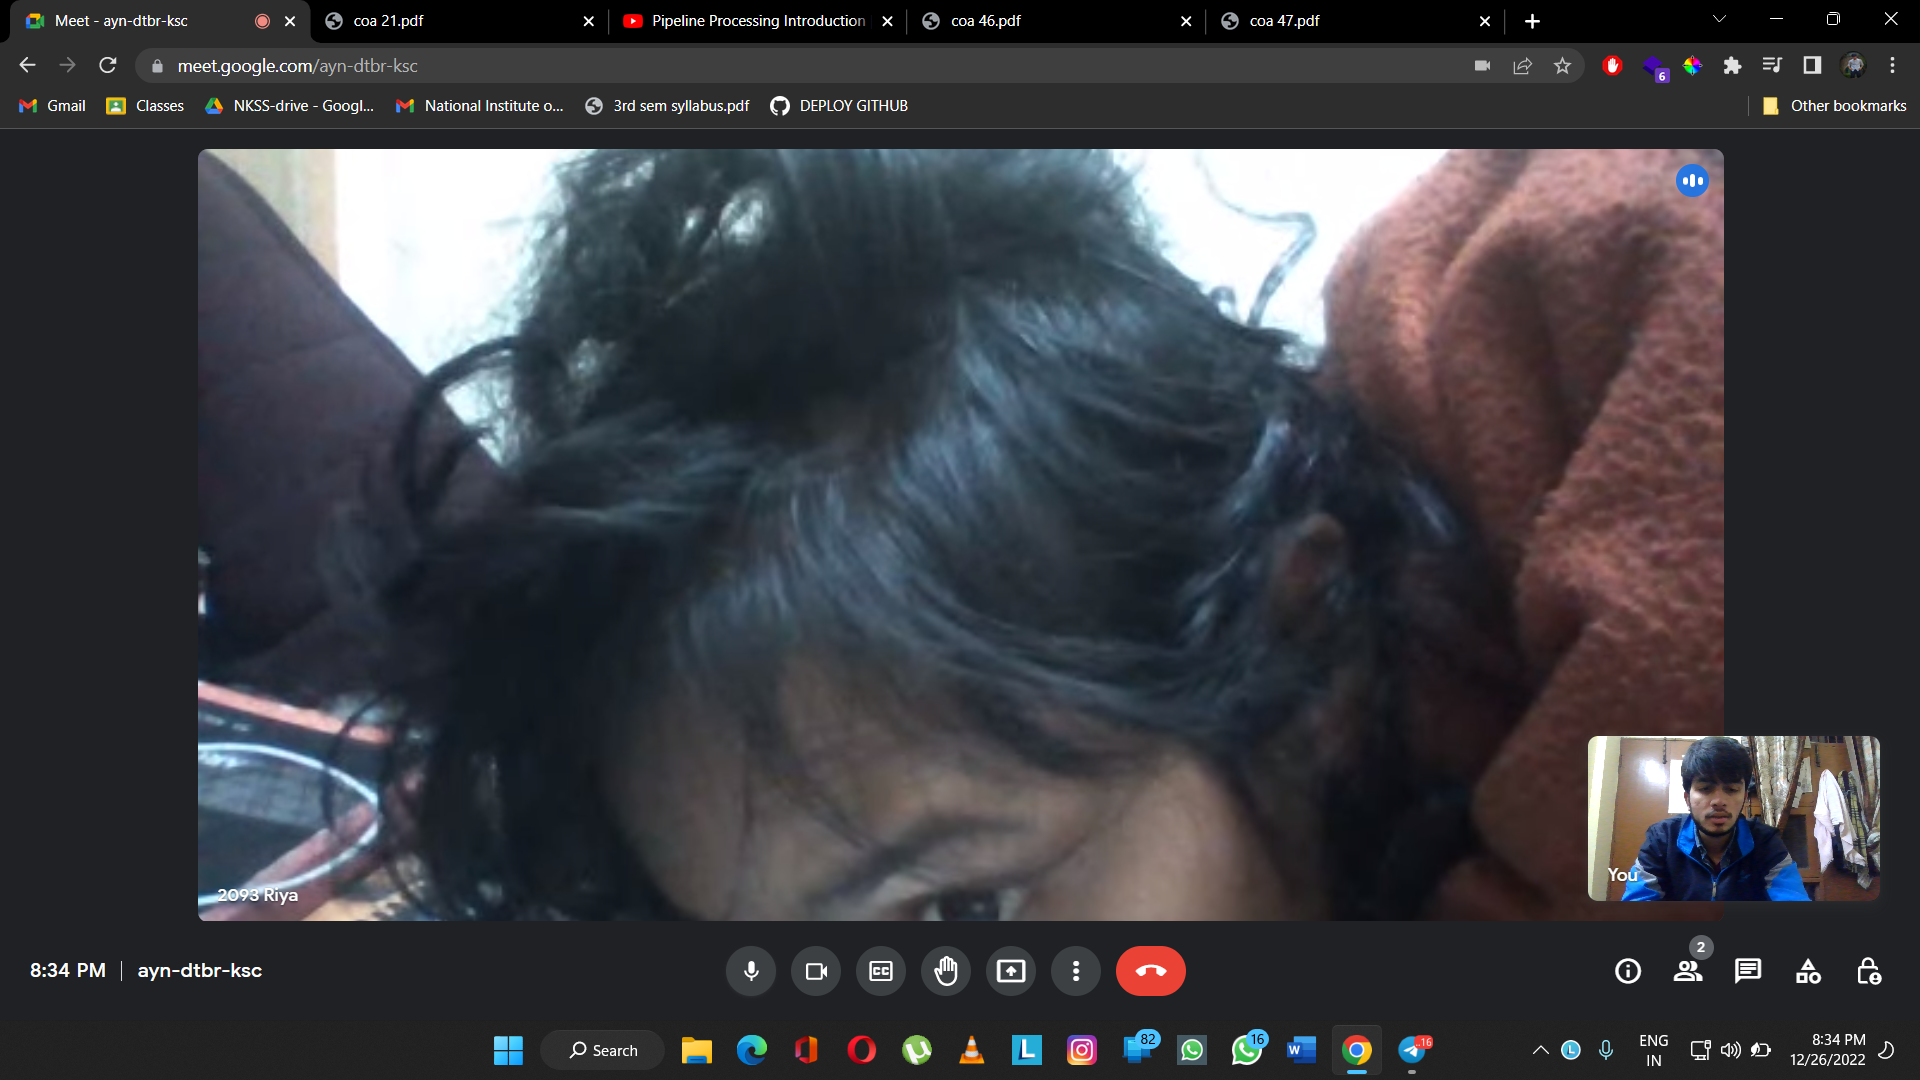 Meet - ayn-dtbr-ksc
coa 21.pdf
Pipeline Processing Introduction
coa 46.pdf
coa 47.pdf
meet.google.com/ayn-dtbr-ksc
6
Gmail
Classes
NKSS-drive - Googl...
National Institute o...
3rd sem syllabus.pdf
DEPLOY GITHUB
Other bookmarks
You
2093 Riya
8:34 PM
ayn-dtbr-ksc
CC
2
Search
82
16
..16
ENG
IN
8:34 PM
12/26/2022